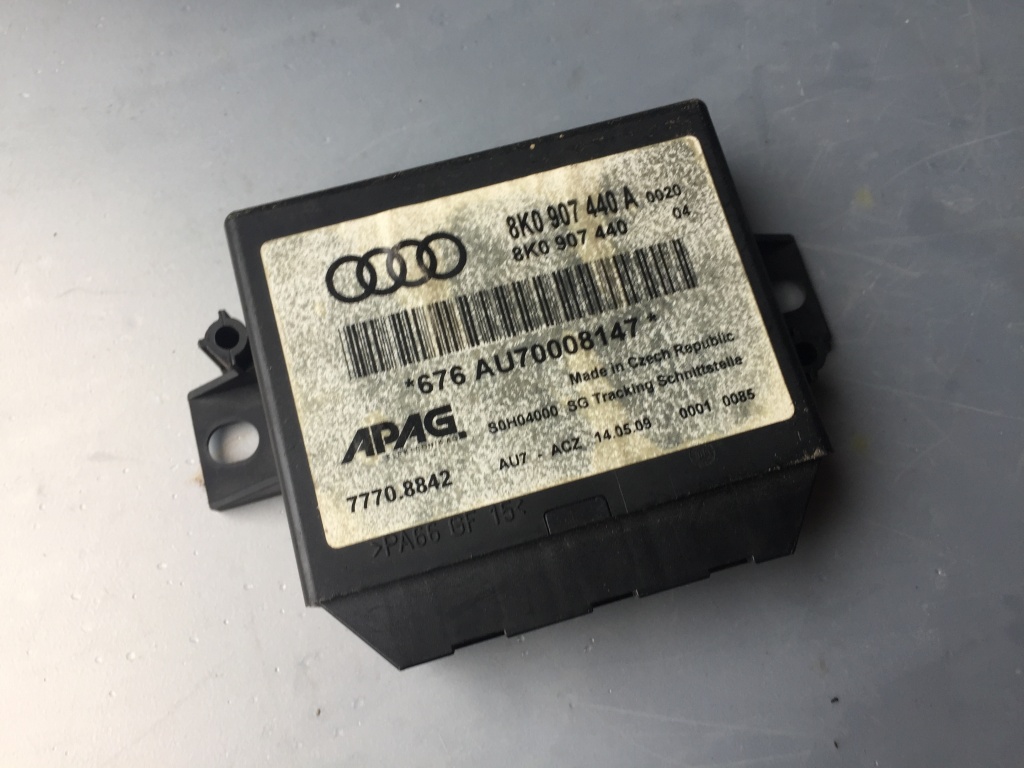 8K0 907 440 A 0020
8K0 907 440 04
*676 AU70008147*
Made in Czech Republic
APAG.
S0H04000 SG Tracking Schnittstelle
7770.8842
AU7 - ACZ 14.05.09 0001 0085
>PA66 GF 15<